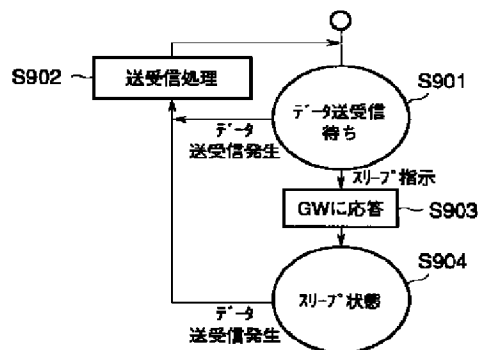 S902
送受信処理
S901
データ送受信
待ち
データ
送受信発生
スリープ指示
GWに応答
S903
S904
スリープ状態
データ
送受信発生